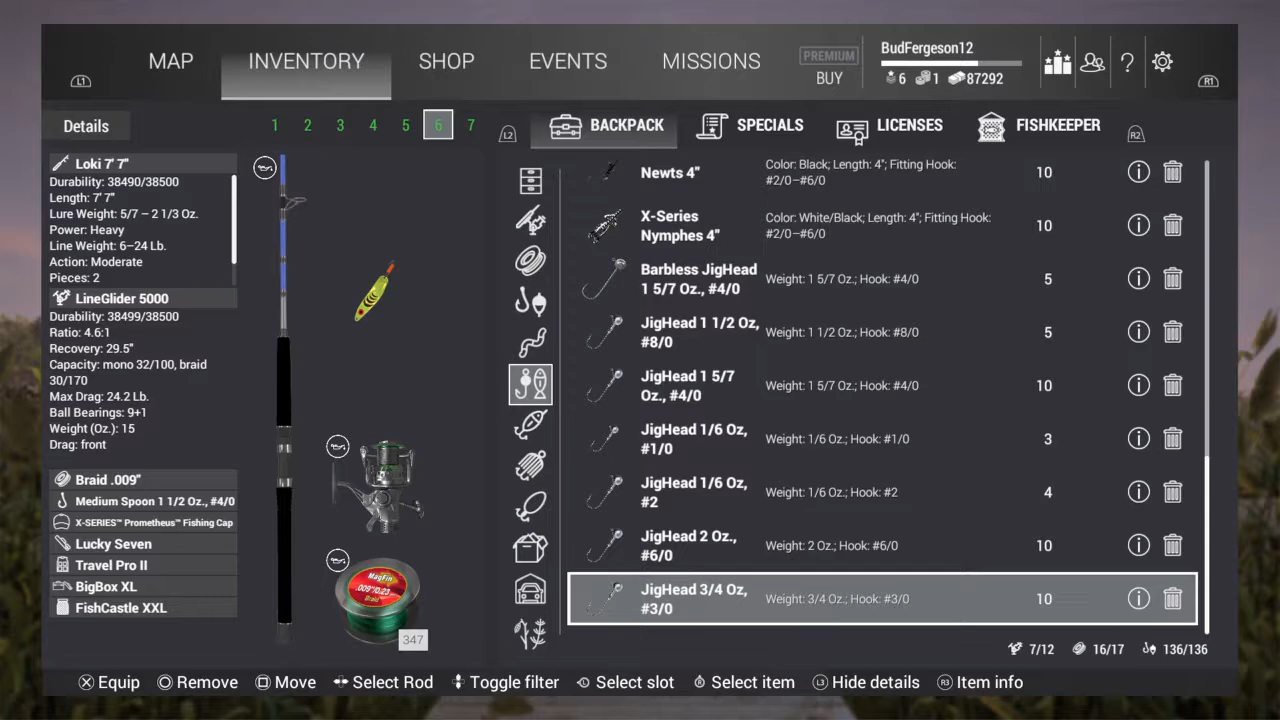 MAP
INVENTORY
SHOP
EVENTS
MISSIONS
PREMIUM
BUY
BudFergeson12
6 1 87292
?
L1
R1
Details
1 2 3 4 5 6 7
L2
BACKPACK
SPECIALS
LICENSES
FISHKEEPER
R2
Loki 7' 7"
Durability: 38490/38500
Length: 7' 7"
Lure Weight: 5/7 – 2 1/3 Oz.
Power: Heavy
Line Weight: 6–24 Lb.
Action: Moderate
Pieces: 2
LineGlider 5000
Durability: 38499/38500
Ratio: 4.6:1
Recovery: 29.5"
Capacity: mono 32/100, braid
30/170
Max Drag: 24.2 Lb.
Ball Bearings: 9+1
Weight (Oz.): 15
Drag: front
Braid .009"
Medium Spoon 1 1/2 Oz., #4/0
X-SERIES™ Prometheus™ Fishing Cap
Lucky Seven
Travel Pro II
BigBox XL
FishCastle XXL
MagFin
.009"/0.23
Braid
347
Newts 4"
Color: Black; Length: 4"; Fitting Hook:
#2/0–#6/0
10
X-Series
Nymphes 4"
Color: White/Black; Length: 4"; Fitting Hook:
#2/0–#6/0
10
Barbless JigHead
1 5/7 Oz., #4/0
Weight: 1 5/7 Oz.; Hook: #4/0
5
JigHead 1 1/2 Oz,
#8/0
Weight: 1 1/2 Oz.; Hook: #8/0
5
JigHead 1 5/7
Oz., #4/0
Weight: 1 5/7 Oz.; Hook: #4/0
10
JigHead 1/6 Oz,
#1/0
Weight: 1/6 Oz.; Hook: #1/0
3
JigHead 1/6 Oz,
#2
Weight: 1/6 Oz.; Hook: #2
4
JigHead 2 Oz.,
#6/0
Weight: 2 Oz.; Hook: #6/0
10
JigHead 3/4 Oz,
#3/0
Weight: 3/4 Oz.; Hook: #3/0
10
7/12 16/17 136/136
Equip
Remove
Move
Select Rod
Toggle filter
L Select slot
R Select item
L3 Hide details
R3 Item info